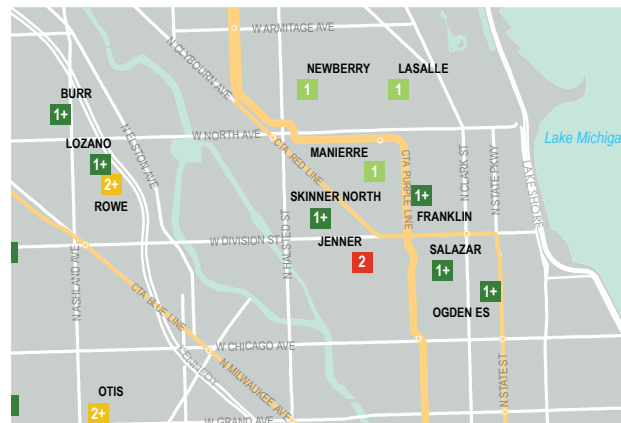 W ARMITAGE AVE
N CLYBOURN AVE
NEWBERRY
LASALLE
1
1
BURR
1+
N ELSTON AVE
W NORTH AVE
Lake Michiga
LOZANO
1+
2+
ROWE
CTA RED LINE
MANIERRE
1
CTA PURPLE LINE
N CLARK ST
N STATE PKWY
LAKESHORE
SKINNER NORTH
1+
1+
FRANKLIN
W DIVISION ST
N HALSTED ST
JENNER
2
SALAZAR
1+
1+
OGDEN ES
N ASHLAND AVE
CTA BLUE LINE
KENNEDY
W CHICAGO AVE
N MILWAUKEE AVE
N STATE ST
OTIS
2+
W GRAND AVE